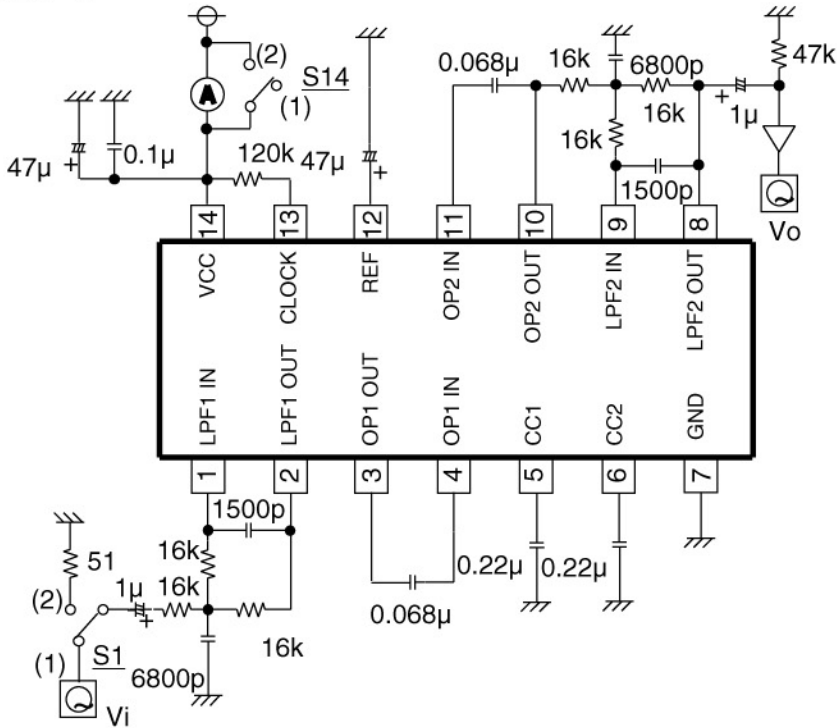 (2)
S14
A
(1)
47μ
0.1μ
120k
47μ
0.068μ
16k
6800p
47k
16k
16k
1μ
1500p
Vo
14
13
12
11
10
9
8
VCC
CLOCK
REF
OP2 IN
OP2 OUT
LPF2 IN
LPF2 OUT
LPF1 IN
LPF1 OUT
OP1 OUT
OP1 IN
CC1
CC2
GND
1
2
3
4
5
6
7
1500p
51
16k
16k
1μ
(2)
16k
(1)
S1
6800p
Vi
0.068μ
0.22μ
0.22μ
+
+
+
+